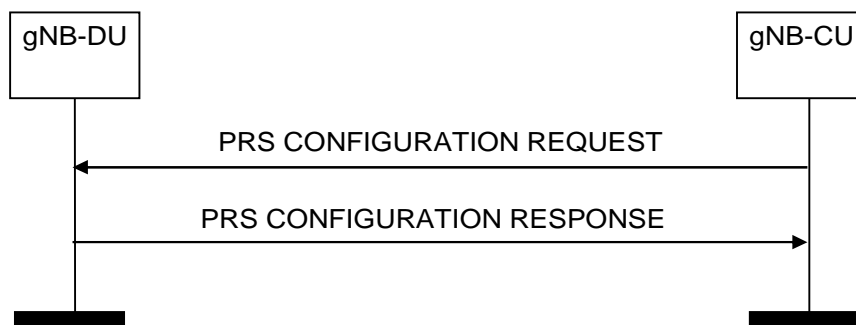 gNB-DU
gNB-CU
PRS CONFIGURATION REQUEST
PRS CONFIGURATION RESPONSE